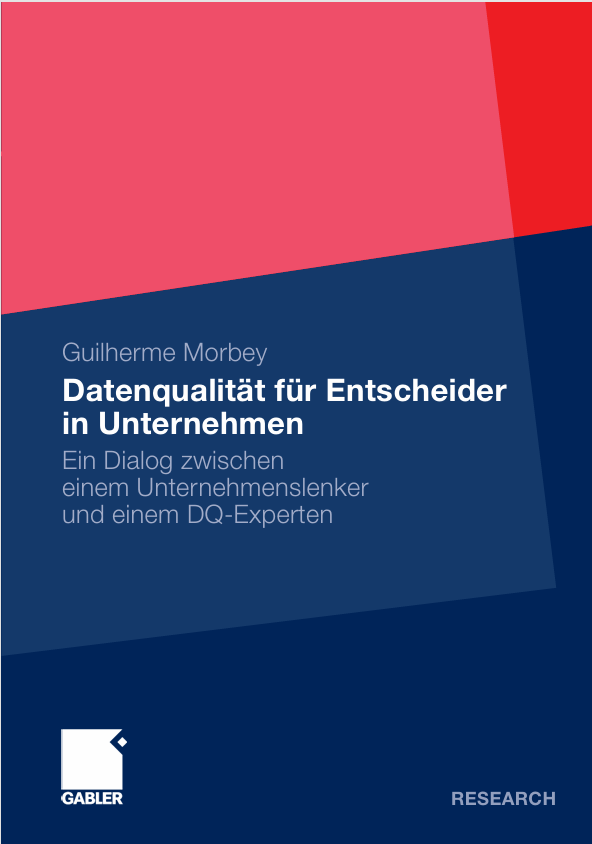 Guilherme Morbey
Datenqualität für Entscheider
in Unternehmen
Ein Dialog zwischen
einem Unternehmenslenker
und einem DQ-Experten
GABLER
RESEARCH